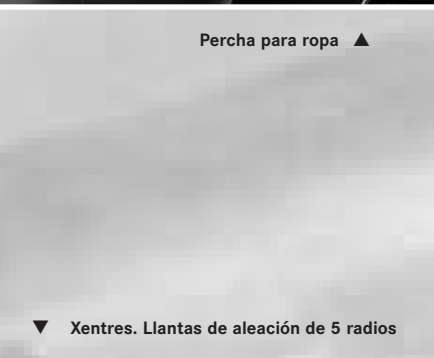 Percha para ropa ▲
▼ Xentres. Llantas de aleación de 5 radios